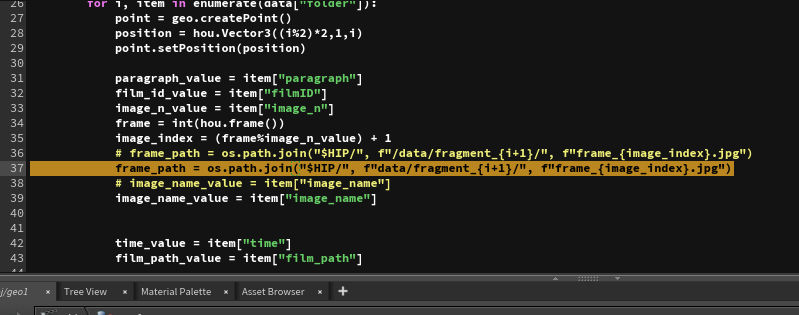 26 for i, item in enumerate(data["folder"]):
27 point = geo.createPoint()
28 position = hou.Vector3((i%2)*2,1,i)
29 point.setPosition(position)
30
31 paragraph_value = item["paragraph"]
32 film_id_value = item["filmID"]
33 image_n_value = item["image_n"]
34 frame = int(hou.frame())
35 image_index = (frame%image_n_value) + 1
36 # frame_path = os.path.join("$HIP/", f"/data/fragment_{i+1}/", f"frame_{image_index}.jpg")
37 frame_path = os.path.join("$HIP/", f"data/fragment_{i+1}/", f"frame_{image_index}.jpg")
38 # image_name_value = item["image_name"]
39 image_name_value = item["image_name"]
40
41
42 time_value = item["time"]
43 film_path_value = item["film_path"]
j/geo1 × Tree View × Material Palette × Asset Browser × +